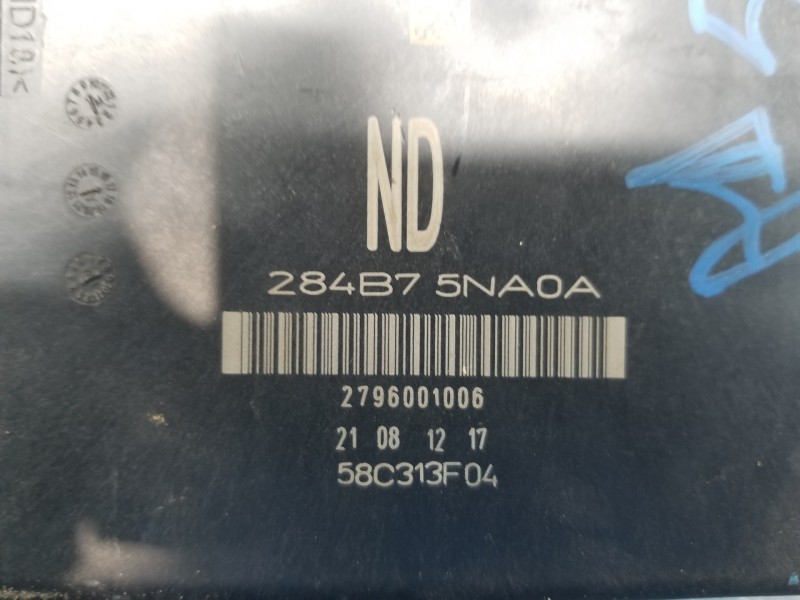 ND
284B7 5NA0A
2796001006
21 08 12 17
58C313F04